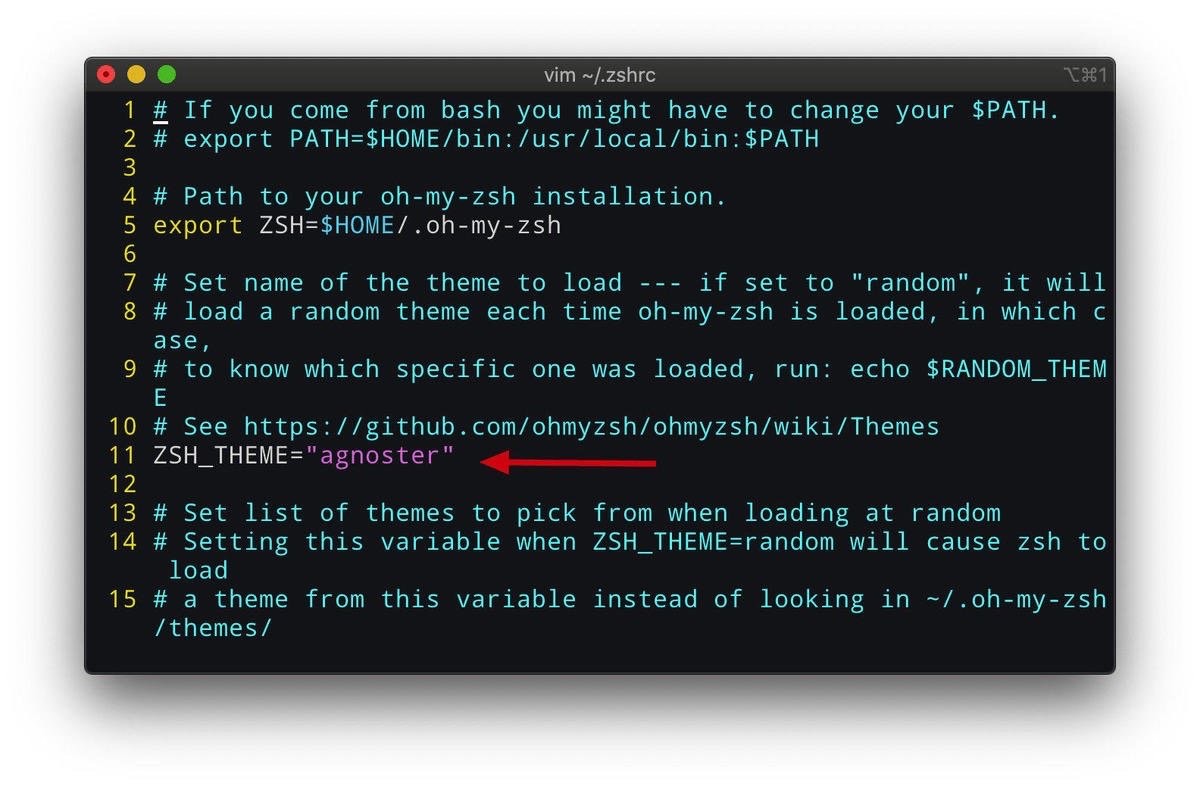 vim ~/.zshrc
⌥⌘1
1 # If you come from bash you might have to change your $PATH.
2 # export PATH=$HOME/bin:/usr/local/bin:$PATH
3
4 # Path to your oh-my-zsh installation.
5 export ZSH=$HOME/.oh-my-zsh
6
7 # Set name of the theme to load --- if set to "random", it will
8 # load a random theme each time oh-my-zsh is loaded, in which c
ase,
9 # to know which specific one was loaded, run: echo $RANDOM_THEM
E
10 # See https://github.com/ohmyzsh/ohmyzsh/wiki/Themes
11 ZSH_THEME="agnoster"
12
13 # Set list of themes to pick from when loading at random
14 # Setting this variable when ZSH_THEME=random will cause zsh to
load
15 # a theme from this variable instead of looking in ~/.oh-my-zsh
/themes/